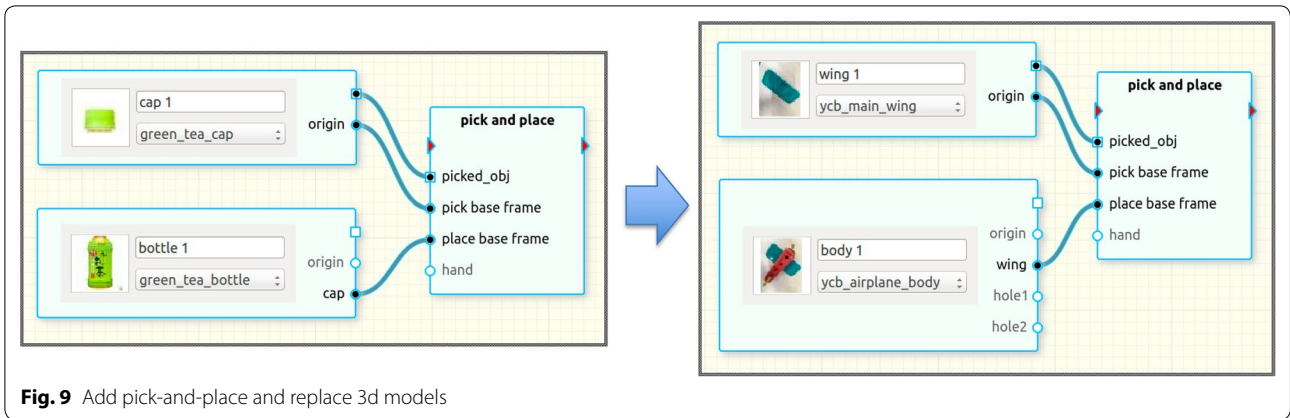 cap 1
green_tea_cap
origin
bottle 1
green_tea_bottle
origin
cap
pick and place
picked_obj
pick base frame
place base frame
hand
wing 1
ycb_main_wing
origin
body 1
ycb_airplane_body
origin
wing
hole1
hole2
pick and place
picked_obj
pick base frame
place base frame
hand
Fig. 9 Add pick-and-place and replace 3d models